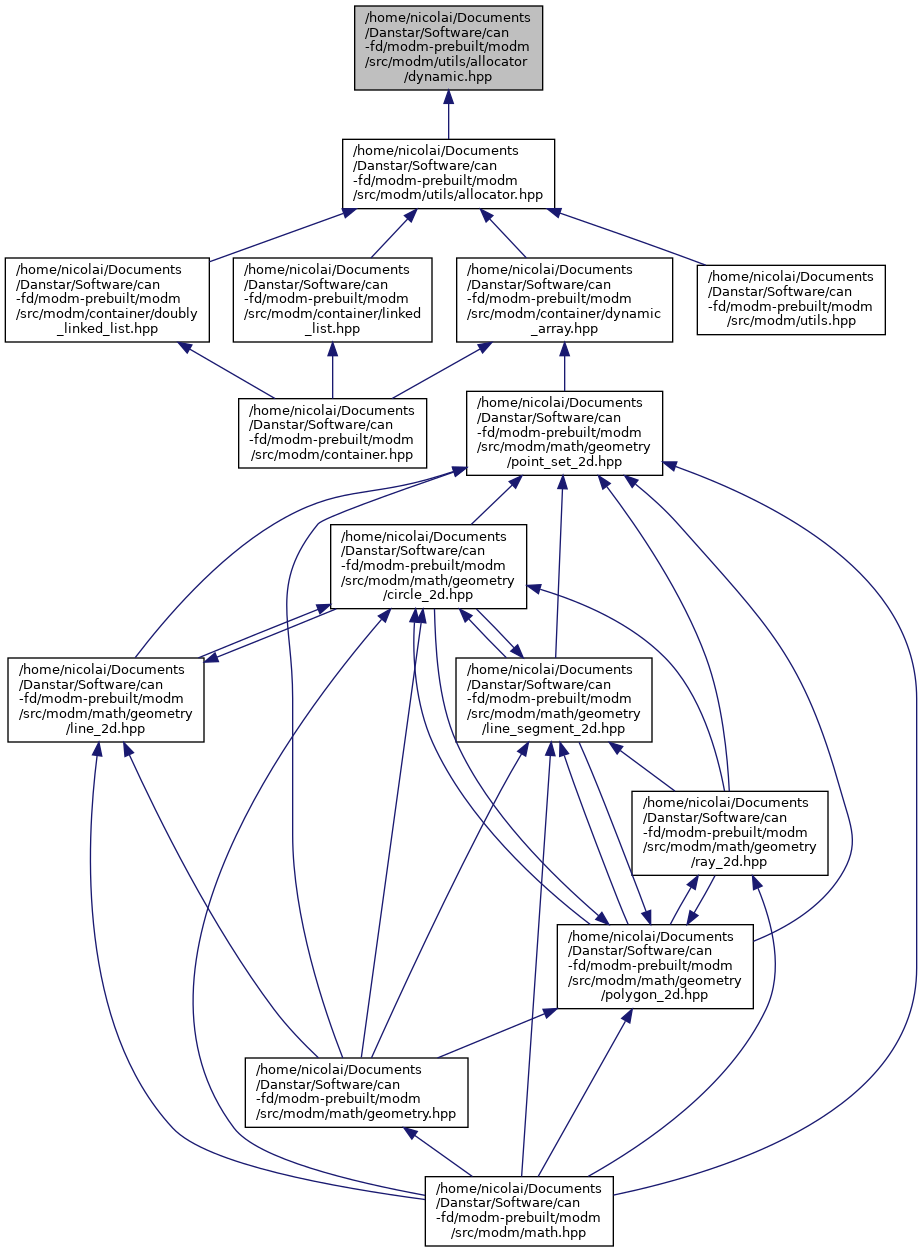 /home/nicolai/Documents
/Danstar/Software/can
-fd/modm-prebuilt/modm
/src/modm/utils/allocator
/dynamic.hpp
/home/nicolai/Documents
/Danstar/Software/can
-fd/modm-prebuilt/modm
/src/modm/utils/allocator.hpp
/home/nicolai/Documents
/Danstar/Software/can
-fd/modm-prebuilt/modm
/src/modm/container/doubly
_linked_list.hpp
/home/nicolai/Documents
/Danstar/Software/can
-fd/modm-prebuilt/modm
/src/modm/container/linked
_list.hpp
/home/nicolai/Documents
/Danstar/Software/can
-fd/modm-prebuilt/modm
/src/modm/container/dynamic
_array.hpp
/home/nicolai/Documents
/Danstar/Software/can
-fd/modm-prebuilt/modm
/src/modm/utils.hpp
/home/nicolai/Documents
/Danstar/Software/can
-fd/modm-prebuilt/modm
/src/modm/container.hpp
/home/nicolai/Documents
/Danstar/Software/can
-fd/modm-prebuilt/modm
/src/modm/math/geometry
/point_set_2d.hpp
/home/nicolai/Documents
/Danstar/Software/can
-fd/modm-prebuilt/modm
/src/modm/math/geometry
/circle_2d.hpp
/home/nicolai/Documents
/Danstar/Software/can
-fd/modm-prebuilt/modm
/src/modm/math/geometry
/line_2d.hpp
/home/nicolai/Documents
/Danstar/Software/can
-fd/modm-prebuilt/modm
/src/modm/math/geometry
/line_segment_2d.hpp
/home/nicolai/Documents
/Danstar/Software/can
-fd/modm-prebuilt/modm
/src/modm/math/geometry
/ray_2d.hpp
/home/nicolai/Documents
/Danstar/Software/can
-fd/modm-prebuilt/modm
/src/modm/math/geometry
/polygon_2d.hpp
/home/nicolai/Documents
/Danstar/Software/can
-fd/modm-prebuilt/modm
/src/modm/math/geometry.hpp
/home/nicolai/Documents
/Danstar/Software/can
-fd/modm-prebuilt/modm
/src/modm/math.hpp